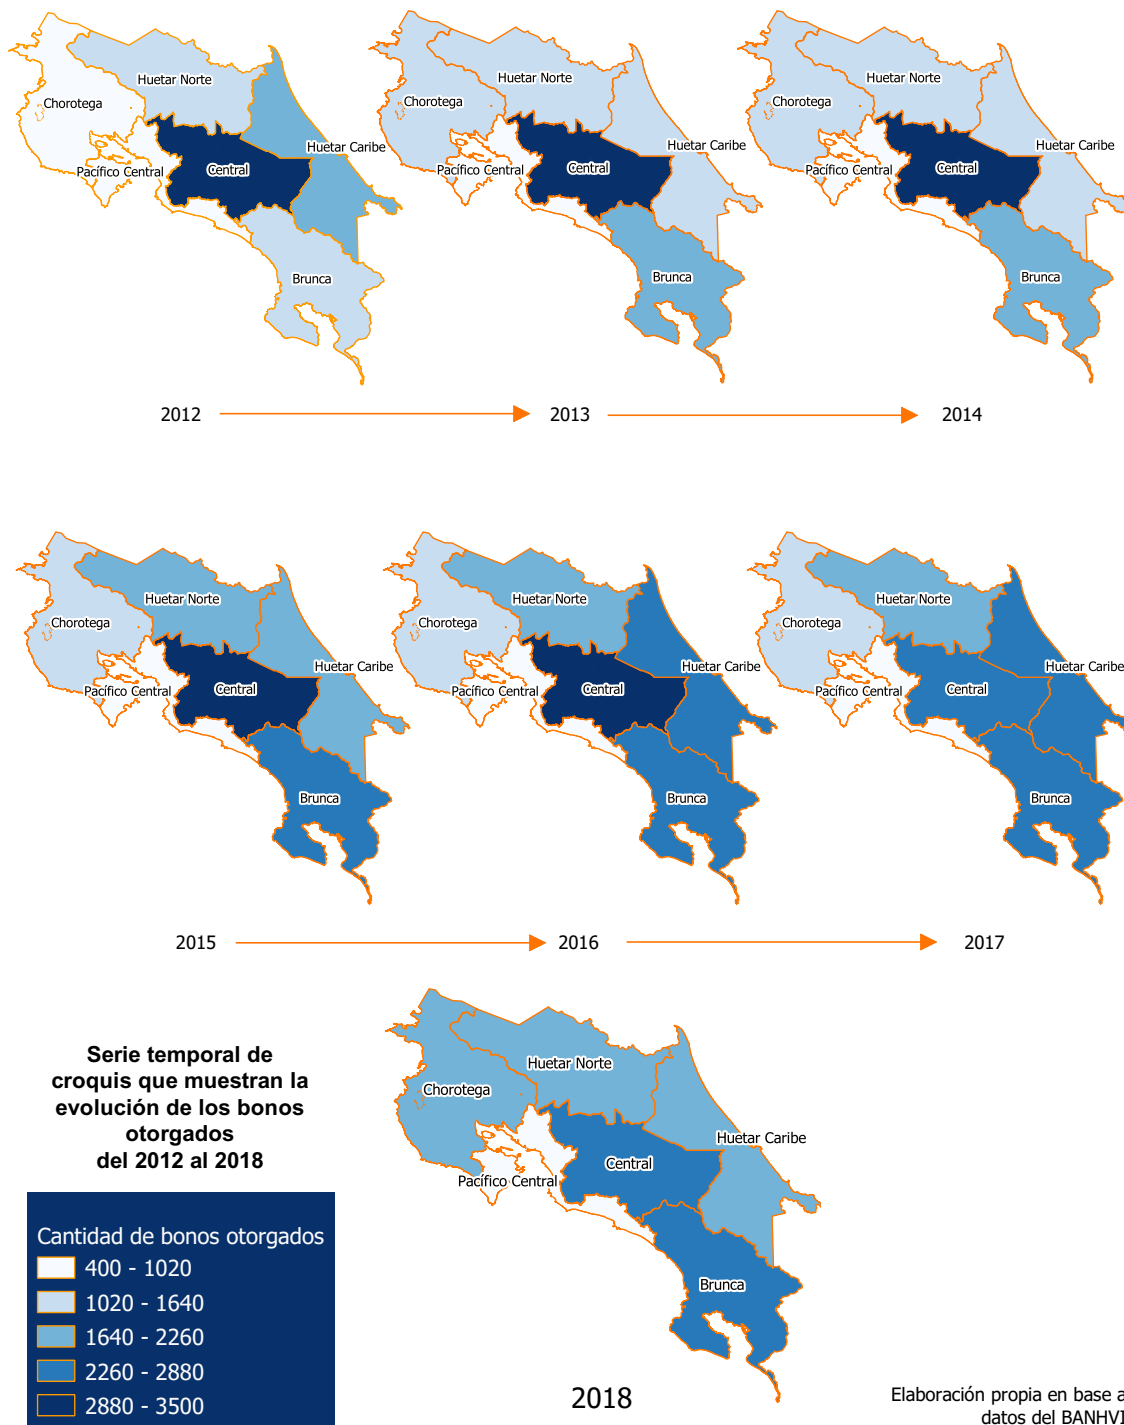 Huetar Norte
Chorotega
Huetar Caribe
Pacífico Central
Central
Brunca
Huetar Norte
Chorotega
Huetar Caribe
Pacífico Central
Central
Brunca
Huetar Norte
Chorotega
Huetar Caribe
Pacífico Central
Central
Brunca
2012
2013
2014
Huetar Norte
Chorotega
Huetar Caribe
Pacífico Central
Central
Brunca
Huetar Norte
Chorotega
Huetar Caribe
Pacífico Central
Central
Brunca
Huetar Norte
Chorotega
Huetar Caribe
Pacífico Central
Central
Brunca
2015
2016
2017
Serie temporal de
croquis que muestran la
evolución de los bonos
otorgados
del 2012 al 2018
Huetar Norte
Chorotega
Huetar Caribe
Central
Pacífico Central
Brunca
Cantidad de bonos otorgados
400 - 1020
1020 - 1640
1640 - 2260
2260 - 2880
2880 - 3500
2018
Elaboración propia en base a
datos del BANHVI